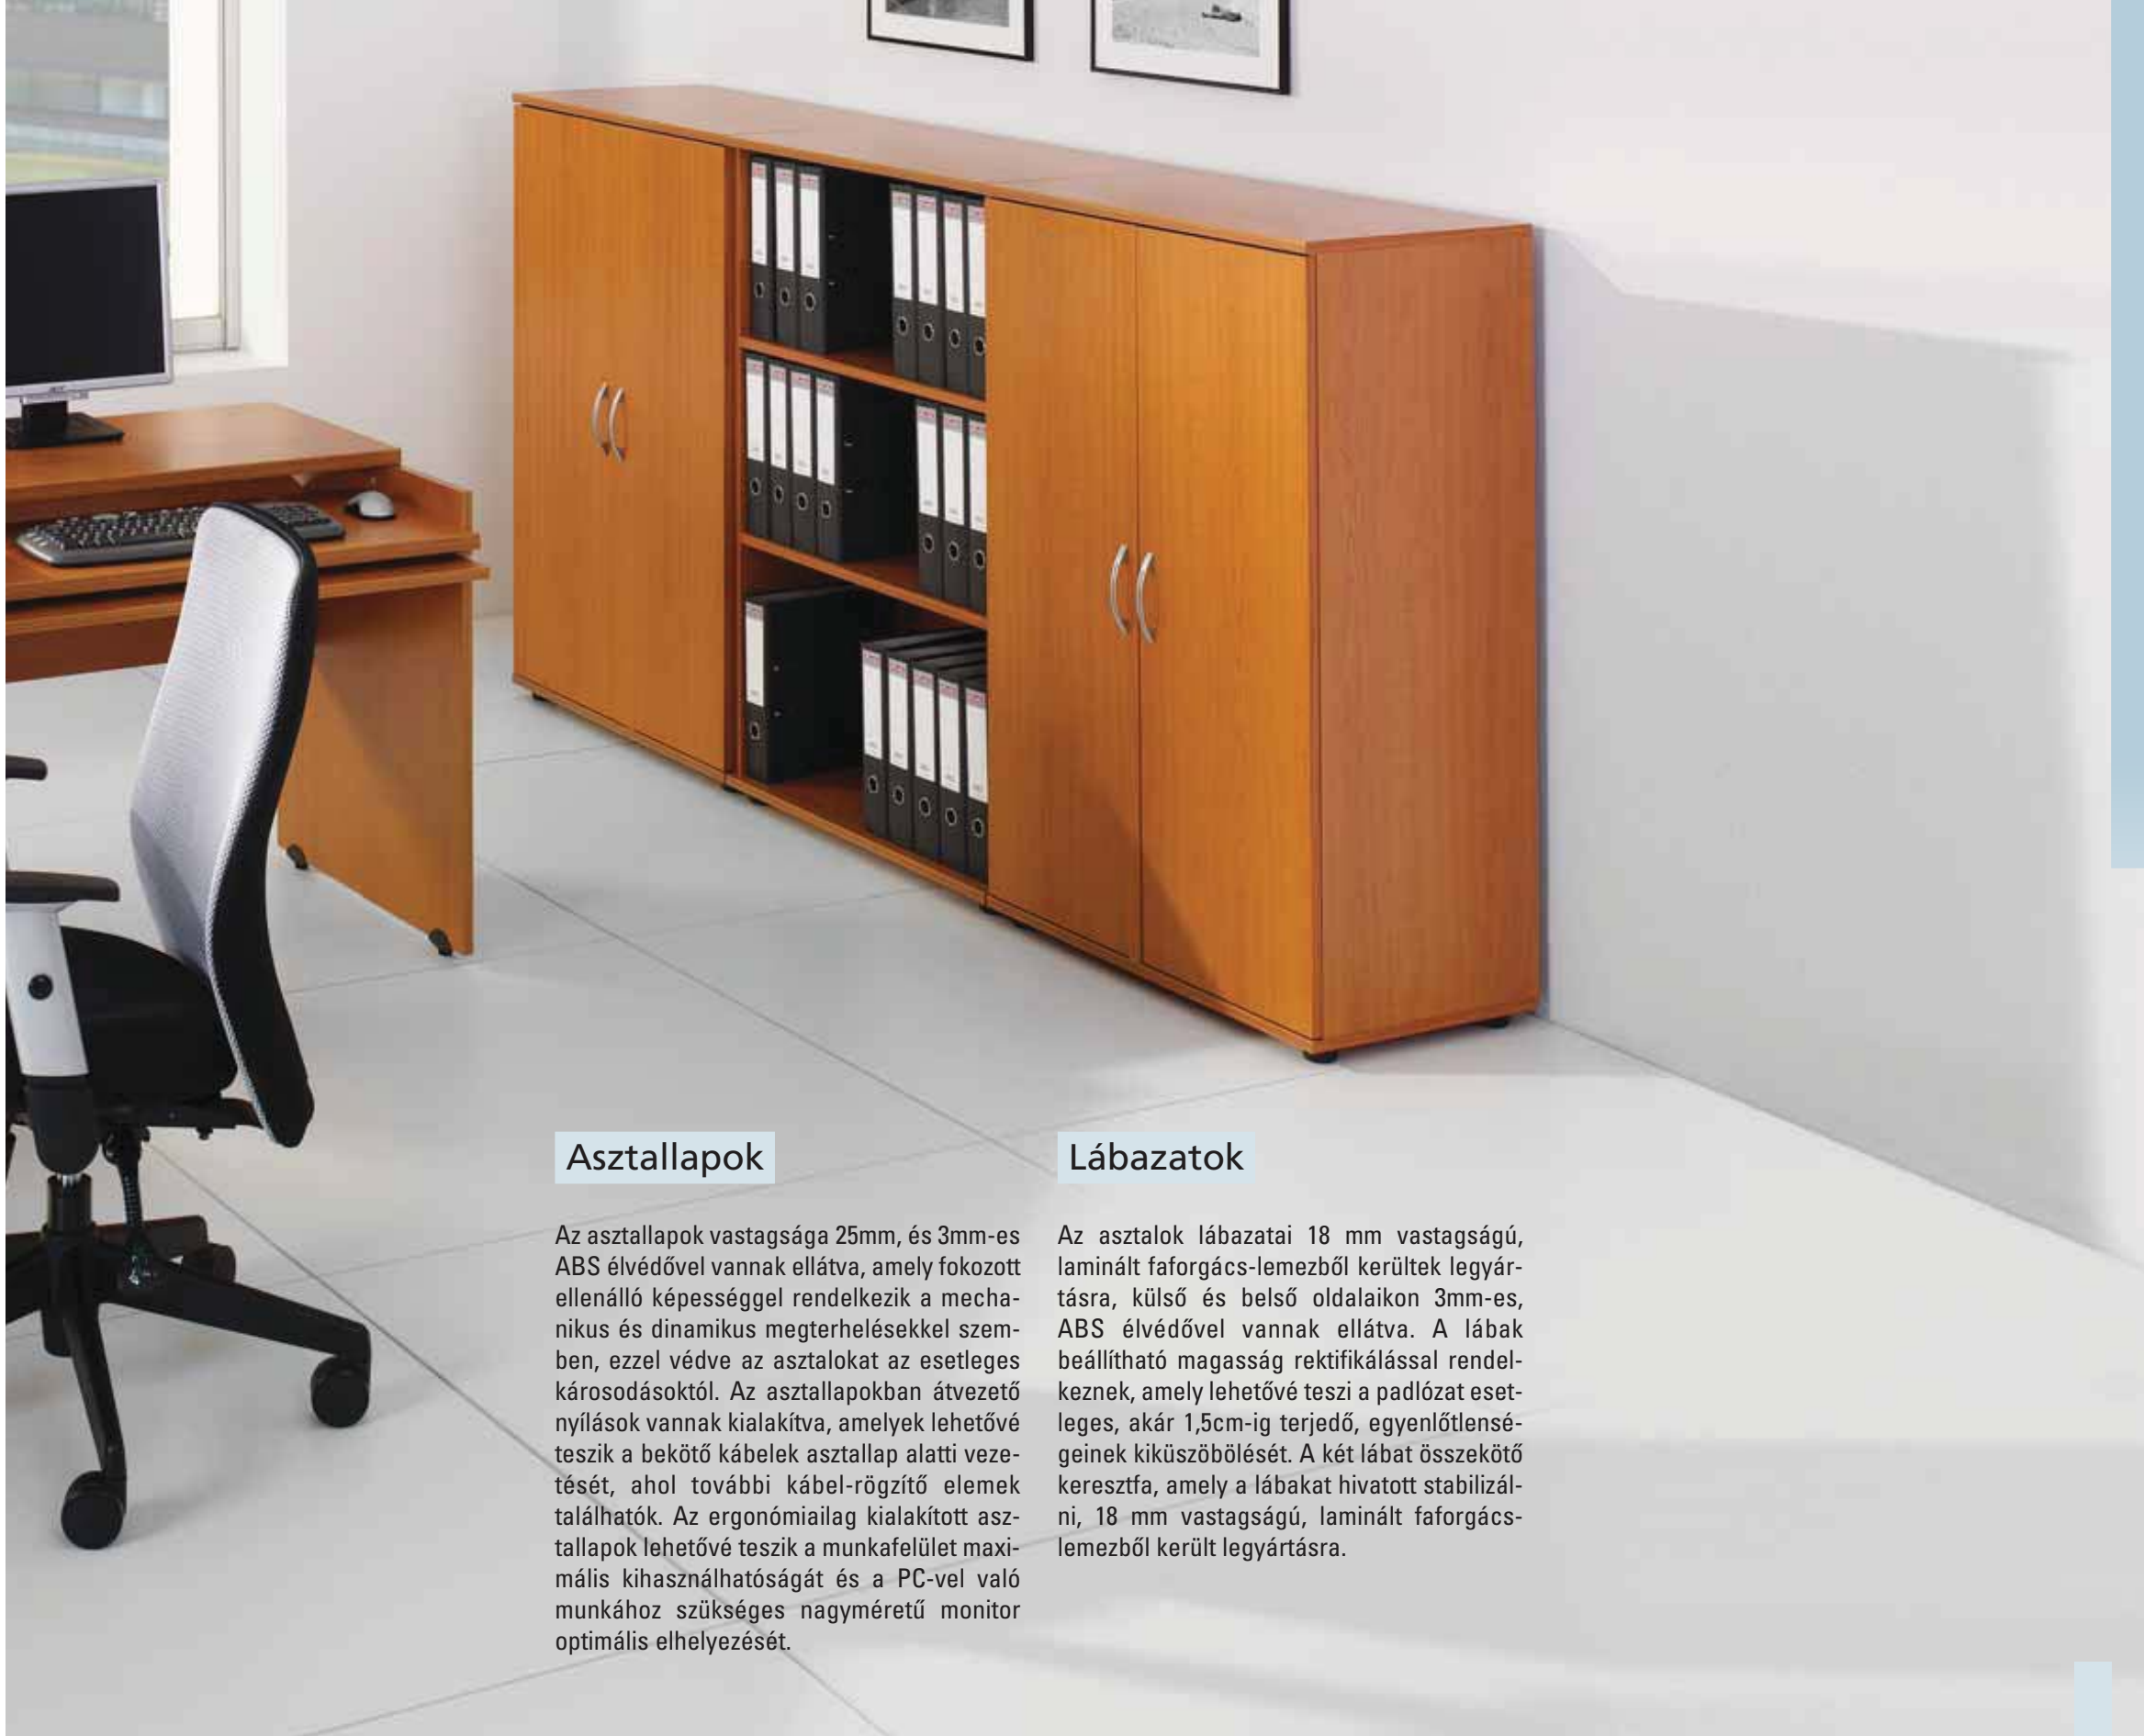 Asztallapok
Az asztallapok vastagsága 25mm, és 3mm-es
ABS élvédővel vannak ellátva, amely fokozott
ellenálló képességgel rendelkezik a mecha-
nikus és dinamikus megterhelésekkel szem-
ben, ezzel védve az asztalokat az esetleges
károsodásoktól. Az asztallapokban átvezető
nyílások vannak kialakítva, amelyek lehetővé
teszik a bekötő kábelek asztallap alatti veze-
tését, ahol további kábel-rögzítő elemek
találhatók. Az ergonómiailag kialakított asz-
tallapok lehetővé teszik a munkafelület maxi-
mális kihasználhatóságát és a PC-vel való
munkához szükséges nagyméretű monitor
optimális elhelyezését.
Lábazatok
Az asztalok lábazatai 18 mm vastagságú,
laminált faforgács-lemezből kerültek legyár-
tásra, külső és belső oldalaikon 3mm-es,
ABS élvédővel vannak ellátva. A lábak
beállítható magasság rektifikálással rendel-
keznek, amely lehetővé teszi a padlózat eset-
leges, akár 1,5cm-ig terjedő, egyenlőtlensé-
geinek kiküszöbölését. A két lábat összekötő
keresztfa, amely a lábakat hivatott stabilizál-
ni, 18 mm vastagságú, laminált faforgács-
lemezből került legyártásra.